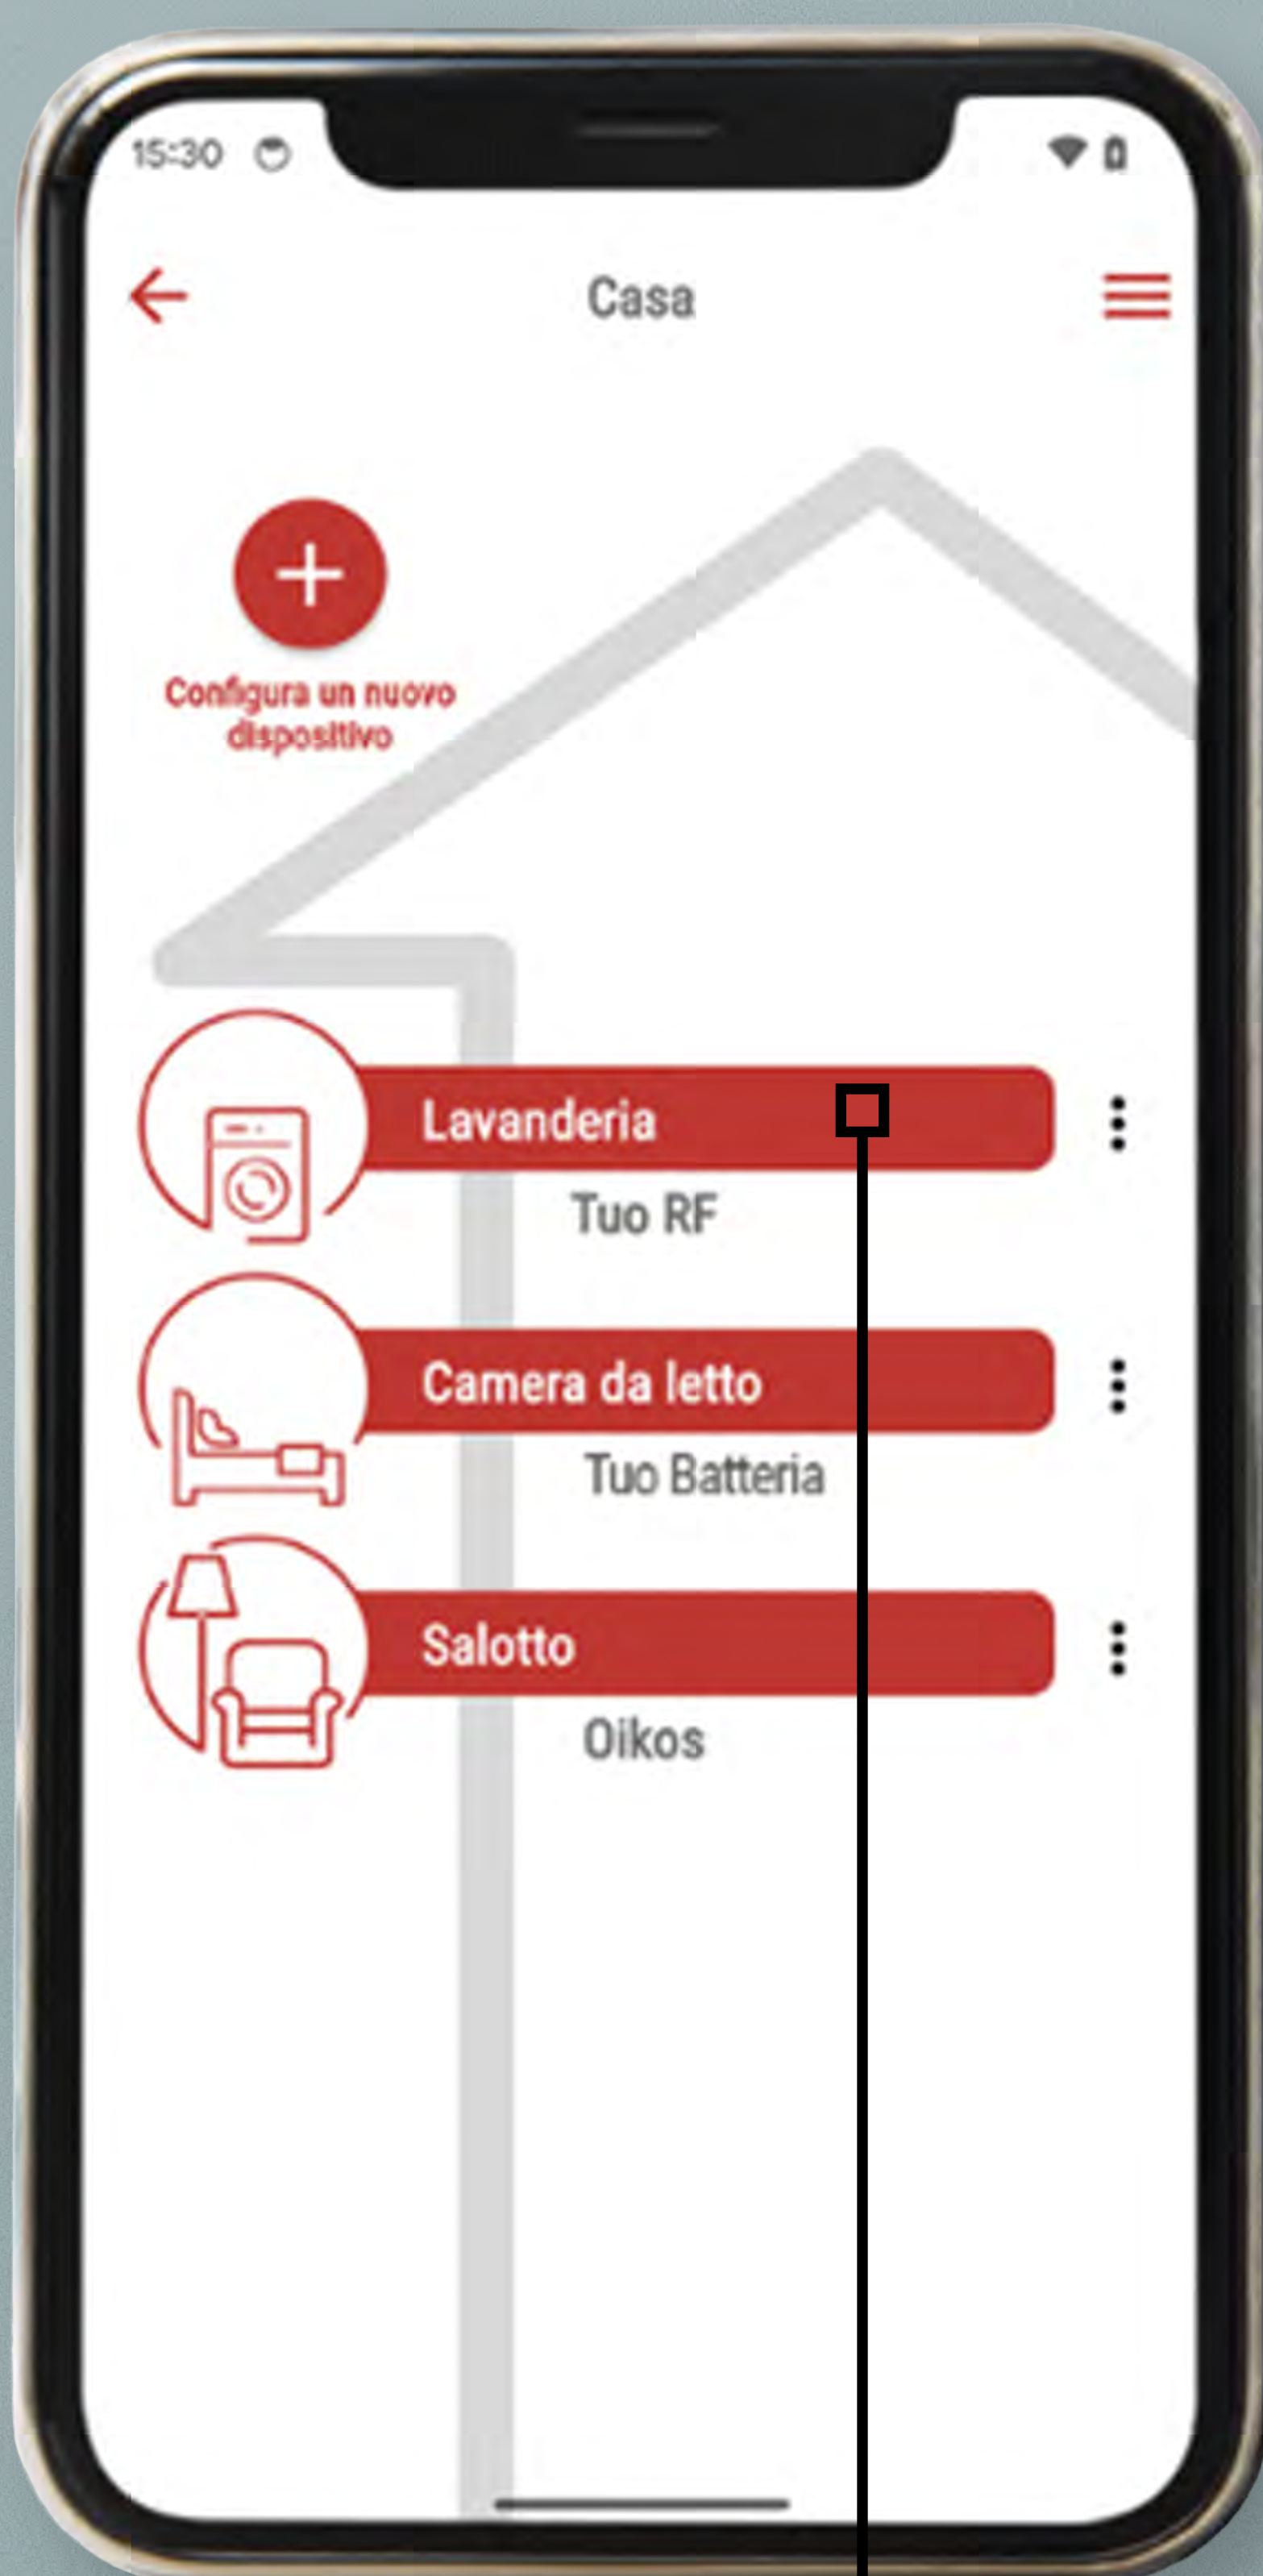 15:30
Casa
Configura un nuovo
dispositivo
Lavanderia
Tuo RF
Camera da letto
Tuo Batteria
Salotto
Oikos